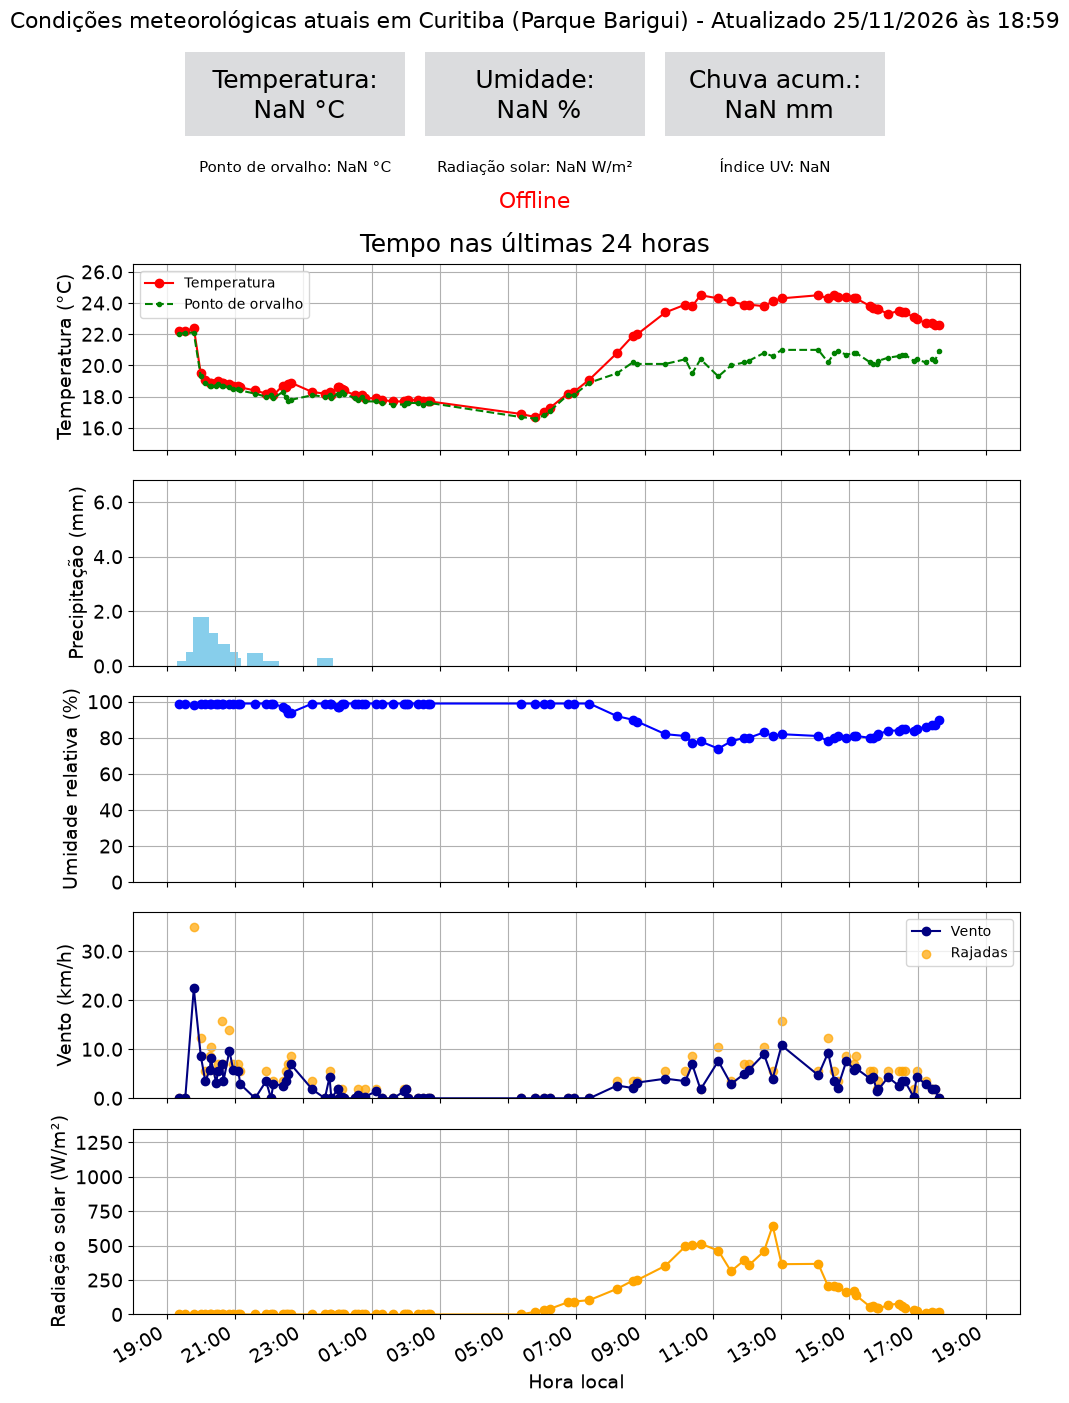 Condições meteorológicas atuais em Curitiba (Parque Barigui) - Atualizado 25/11/2026 às 18:59
Temperatura:
NaN °C
Umidade:
NaN %
Chuva acum.:
NaN mm
Ponto de orvalho: NaN °C
Radiação solar: NaN W/m²
Índice UV: NaN
Offline
Tempo nas últimas 24 horas
Temperatura (°C)
26.0
24.0
22.0
20.0
18.0
16.0
Temperatura
Ponto de orvalho
Precipitação (mm)
6.0
4.0
2.0
0.0
Umidade relativa (%)
100
80
60
40
20
0
Vento (km/h)
30.0
20.0
10.0
0.0
Vento
Rajadas
Radiação solar (W/m²)
1250
1000
750
500
250
0
19:00
21:00
23:00
01:00
03:00
05:00
07:00
09:00
11:00
13:00
15:00
17:00
19:00
Hora local